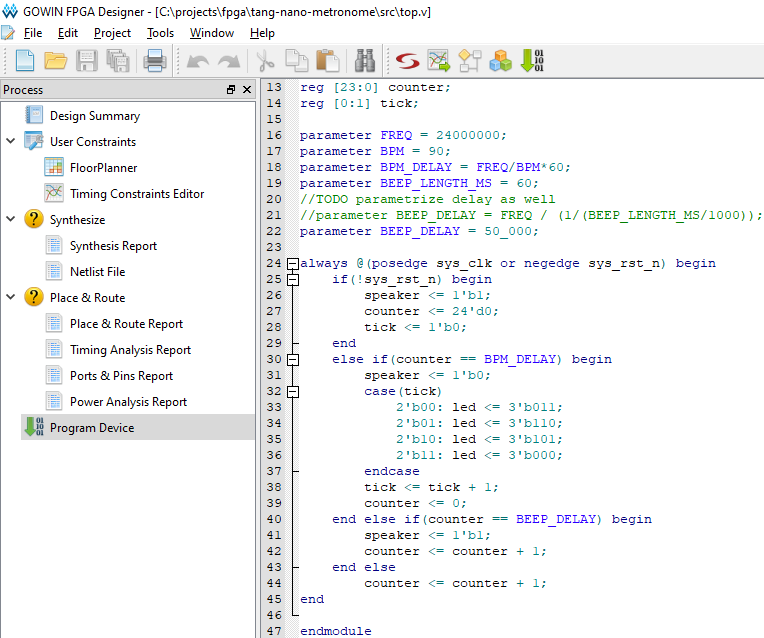 GOWIN FPGA Designer - [C:\projects\fpga\tang-nano-metronome\src\top.v]
File Edit Project Tools Window Help
Process
Design Summary
User Constraints
FloorPlanner
Timing Constraints Editor
Synthesize
Synthesis Report
Netlist File
Place & Route
Place & Route Report
Timing Analysis Report
Ports & Pins Report
Power Analysis Report
Program Device
13 reg [23:0] counter;
14 reg [0:1] tick;
15
16 parameter FREQ = 24000000;
17 parameter BPM = 90;
18 parameter BPM_DELAY = FREQ/BPM*60;
19 parameter BEEP_LENGTH_MS = 60;
20 //TODO parametrize delay as well
21 //parameter BEEP_DELAY = FREQ / (1/(BEEP_LENGTH_MS/1000));
22 parameter BEEP_DELAY = 50_000;
23
24 always @(posedge sys_clk or negedge sys_rst_n) begin
25 if(!sys_rst_n) begin
26 speaker <= 1'b1;
27 counter <= 24'd0;
28 tick <= 1'b0;
29 end
30 else if(counter == BPM_DELAY) begin
31 speaker <= 1'b0;
32 case(tick)
33 2'b00: led <= 3'b011;
34 2'b01: led <= 3'b110;
35 2'b10: led <= 3'b101;
36 2'b11: led <= 3'b000;
37 endcase
38 tick <= tick + 1;
39 counter <= 0;
40 end else if(counter == BEEP_DELAY) begin
41 speaker <= 1'b1;
42 counter <= counter + 1;
43 end else
44 counter <= counter + 1;
45 end
46
47 endmodule